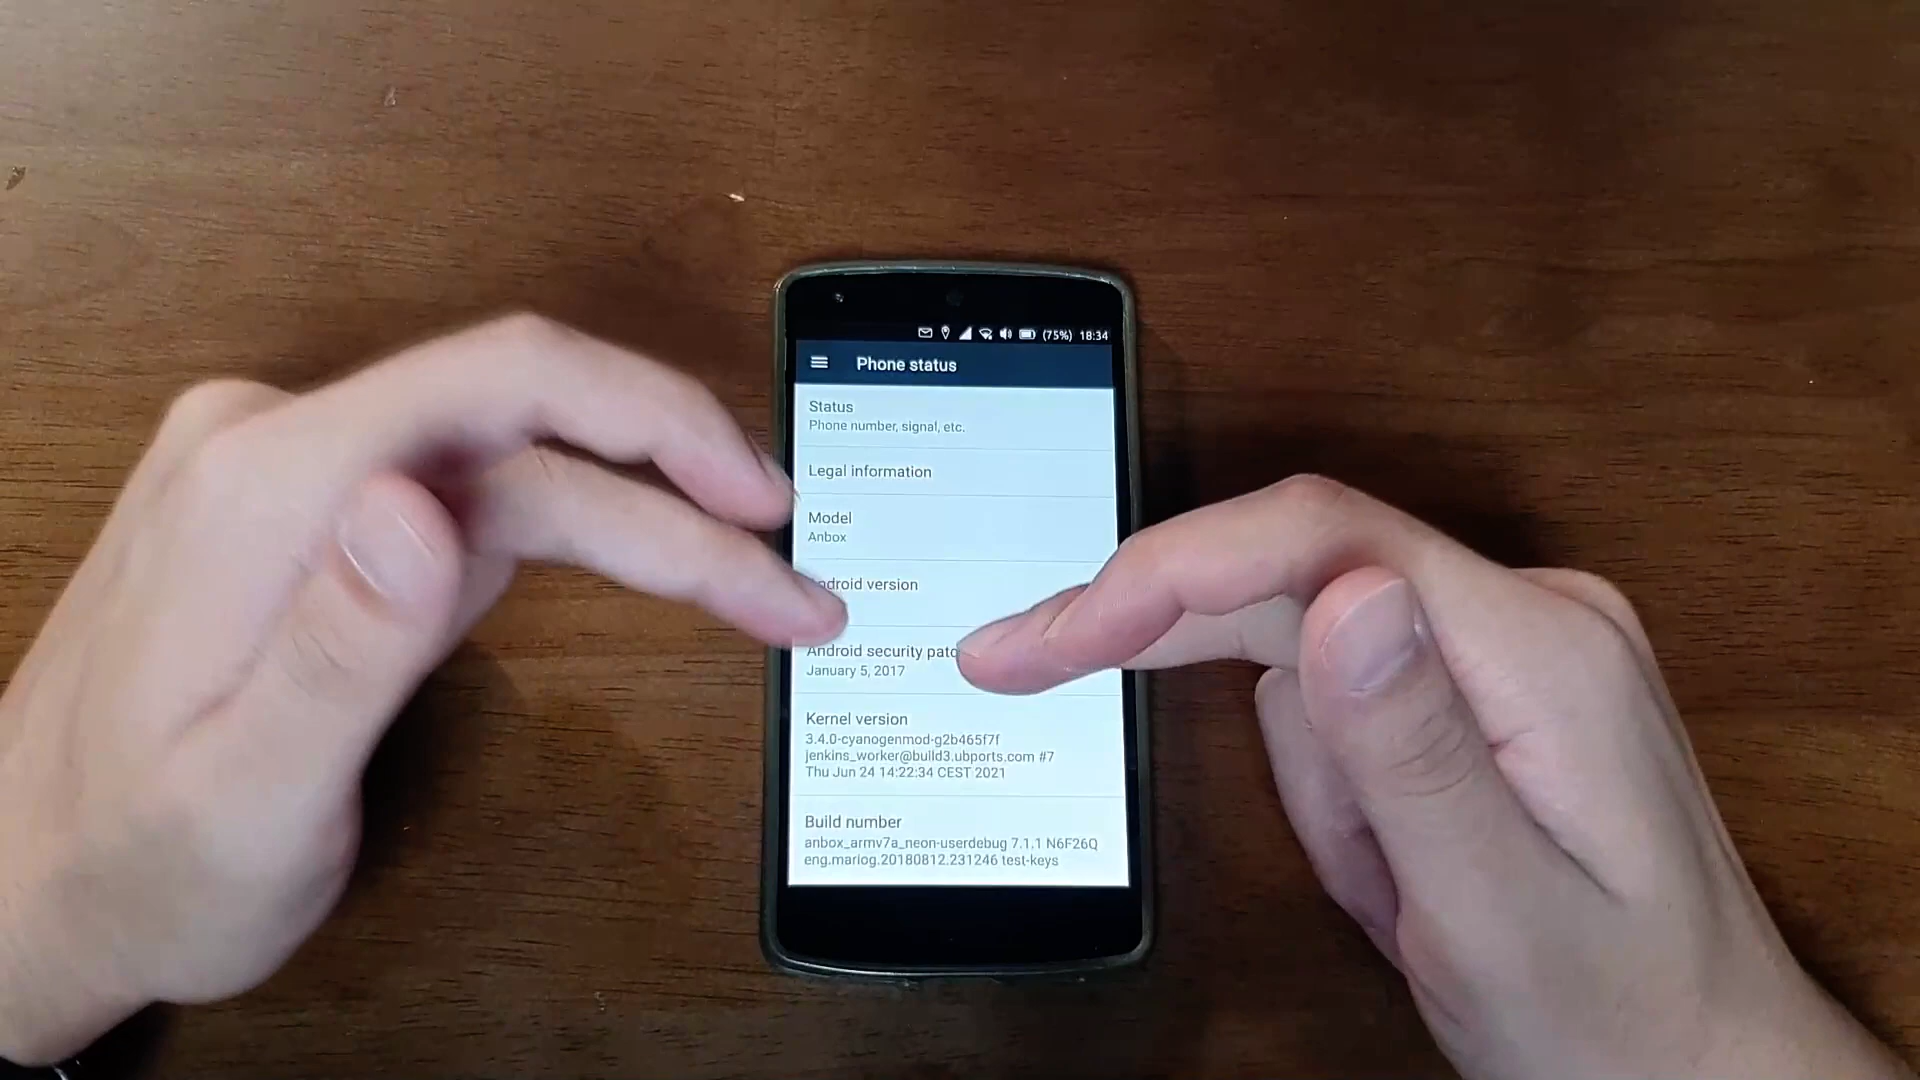 (75%) 18:34
Phone status
Status
Phone number, signal, etc.
Legal information
Model
Anbox
version
Android security
January 5, 2017
Kernel version
3.4.0-cyanogenmod-g2b465f7f
jenkins_worker@build3.ubports.com #7
Thu Jun 24 14:22:34 CEST 2021
Build number
anbox_armv7a_neon-userdebug 7.1.1 N6F26Q
eng.mariog.20180812.231246 test-keys